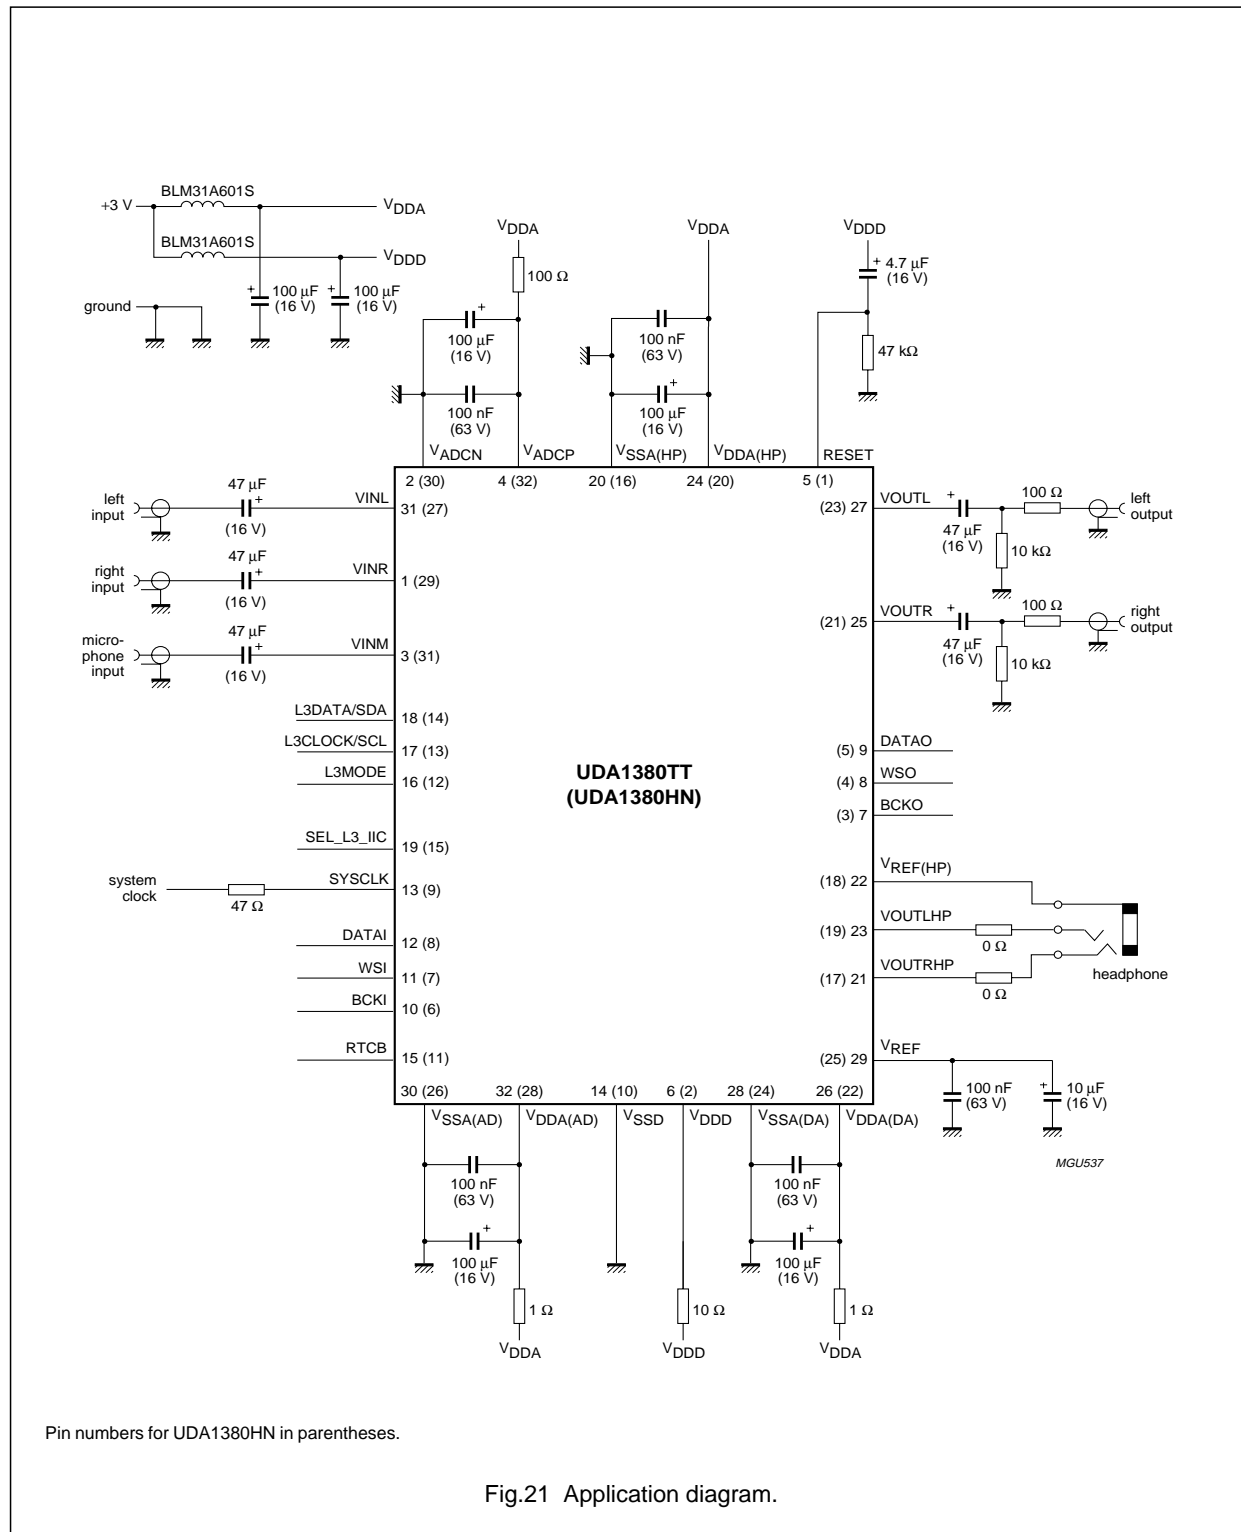 BLM31A601S
+3 V
VDDA
BLM31A601S
VDDD
ground
100 µF
(16 V)
100 µF
(16 V)
VDDA
100 Ω
100 µF
(16 V)
100 nF
(63 V)
VDDA
100 nF
(63 V)
100 µF
(16 V)
VDDD
4.7 µF
(16 V)
47 kΩ
VADCN
VADCP
VSSA(HP)
VDDA(HP)
RESET
2 (30)
4 (32)
20 (16)
24 (20)
5 (1)
left
input
47 µF
(16 V)
VINL
31 (27)
right
input
47 µF
(16 V)
VINR
1 (29)
micro-
phone
input
47 µF
(16 V)
VINM
3 (31)
L3DATA/SDA
18 (14)
L3CLOCK/SCL
17 (13)
L3MODE
16 (12)
SEL_L3_IIC
19 (15)
system
clock
47 Ω
SYSCLK
13 (9)
DATAI
12 (8)
WSI
11 (7)
BCKI
10 (6)
RTCB
15 (11)
UDA1380TT
(UDA1380HN)
(23) 27
VOUTL
47 µF
(16 V)
100 Ω
10 kΩ
left
output
(21) 25
VOUTR
47 µF
(16 V)
100 Ω
10 kΩ
right
output
(5) 9
DATAO
(4) 8
WSO
(3) 7
BCKO
(18) 22
VREF(HP)
(19) 23
VOUTLHP
0 Ω
(17) 21
VOUTRHP
0 Ω
headphone
(25) 29
VREF
100 nF
(63 V)
10 µF
(16 V)
30 (26)
32 (28)
14 (10)
6 (2)
28 (24)
26 (22)
VSSA(AD)
VDDA(AD)
VSSD
VDDD
VSSA(DA)
VDDA(DA)
100 nF
(63 V)
100 µF
(16 V)
1 Ω
VDDA
10 Ω
VDDD
100 nF
(63 V)
100 µF
(16 V)
1 Ω
VDDA
MGU537
Pin numbers for UDA1380HN in parentheses.
Fig.21 Application diagram.